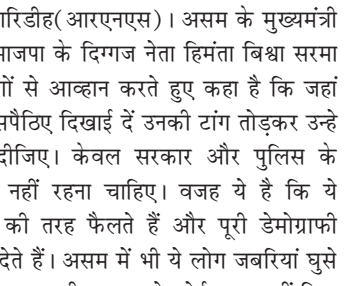 गारिडीह(आरएनएस)। असम के मुख्यमंत्री
भाजपा के दिग्गज नेता हिमंता बिश्वा सरमा
गों से आव्हान करते हुए कहा है कि जहां
सपैठिए दिखाई दें उनकी टांग तोड़कर उन्हे
दीजिए। केवल सरकार और पुलिस के
नहीं रहना चाहिए। वजह ये है कि ये
की तरह फैलते हैं और पूरी डेमोग्राफी
देते हैं। असम में भी ये लोग जबरियां घुसे